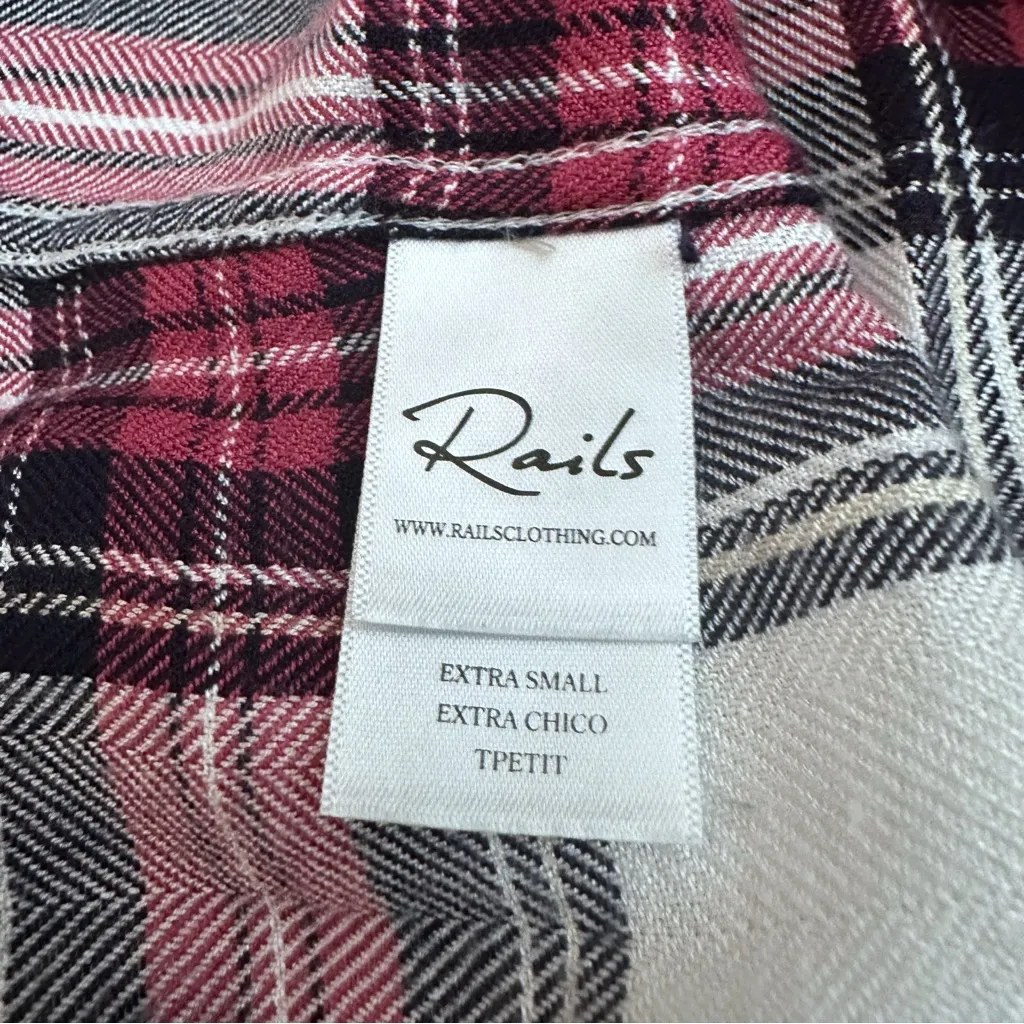 Rails
WWW.RAILSCLOTHING.COM
EXTRA SMALL
EXTRA CHICO
TPETIT